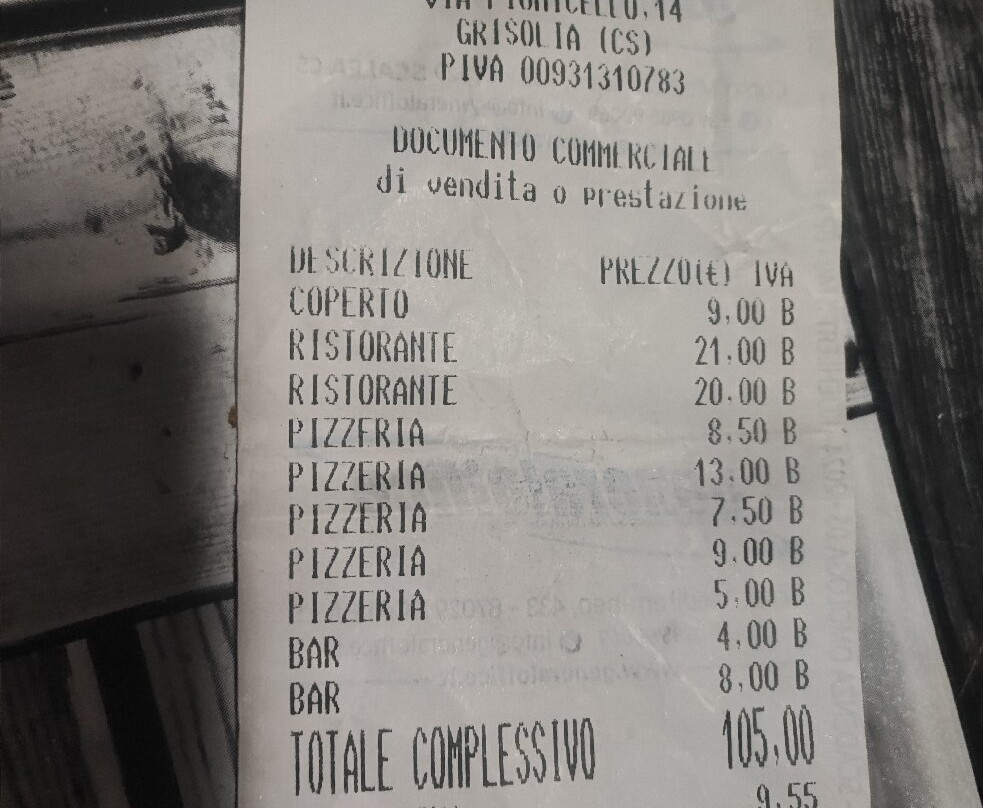 GRISOLIA (CS)
PIVA 00931310783
DOCUMENTO COMMERCIALE
di vendita o prestazione
DESCRIZIONE PREZZO(€) IVA
COPERTO 9,00 B
RISTORANTE 21,00 B
RISTORANTE 20,00 B
PIZZERIA 8,50 B
PIZZERIA 13,00 B
PIZZERIA 7,50 B
PIZZERIA 9,00 B
PIZZERIA 5,00 B
BAR 4,00 B
BAR 8,00 B
TOTALE COMPLESSIVO 105,00
9,55